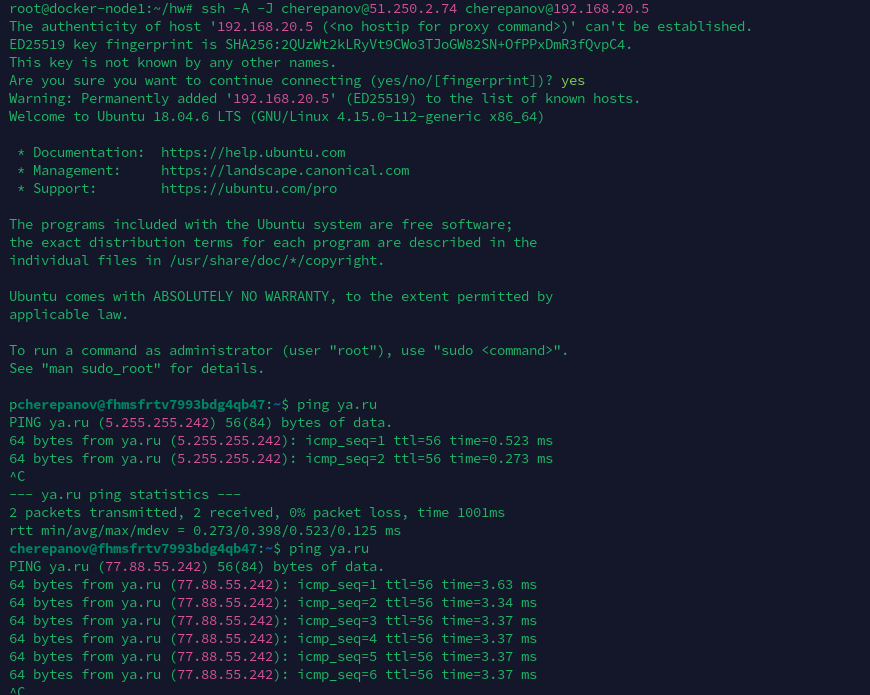 root@docker-node1:~/hw# ssh -A -J cherepanov@51.250.2.74 cherepanov@192.168.20.5
The authenticity of host '192.168.20.5 (<no hostip for proxy command>)' can't be established.
ED25519 key fingerprint is SHA256:2QUzWt2kLRyVt9CWo3TJoGW82SN+OfPPxDmR3fQvpC4.
This key is not known by any other names.
Are you sure you want to continue connecting (yes/no/[fingerprint])? yes
Warning: Permanently added '192.168.20.5' (ED25519) to the list of known hosts.
Welcome to Ubuntu 18.04.6 LTS (GNU/Linux 4.15.0-112-generic x86_64)
* Documentation:  https://help.ubuntu.com
* Management:     https://landscape.canonical.com
* Support:        https://ubuntu.com/pro
The programs included with the Ubuntu system are free software;
the exact distribution terms for each program are described in the
individual files in /usr/share/doc/*/copyright.
Ubuntu comes with ABSOLUTELY NO WARRANTY, to the extent permitted by
applicable law.
To run a command as administrator (user "root"), use "sudo <command>".
See "man sudo_root" for details.
pcherepanov@fhmsfrtv7993bdg4qb47:~$ ping ya.ru
PING ya.ru (5.255.255.242) 56(84) bytes of data.
64 bytes from ya.ru (5.255.255.242): icmp_seq=1 ttl=56 time=0.523 ms
64 bytes from ya.ru (5.255.255.242): icmp_seq=2 ttl=56 time=0.273 ms
^C
--- ya.ru ping statistics ---
2 packets transmitted, 2 received, 0% packet loss, time 1001ms
rtt min/avg/max/mdev = 0.273/0.398/0.523/0.125 ms
cherepanov@fhmsfrtv7993bdg4qb47:~$ ping ya.ru
PING ya.ru (77.88.55.242) 56(84) bytes of data.
64 bytes from ya.ru (77.88.55.242): icmp_seq=1 ttl=56 time=3.63 ms
64 bytes from ya.ru (77.88.55.242): icmp_seq=2 ttl=56 time=3.34 ms
64 bytes from ya.ru (77.88.55.242): icmp_seq=3 ttl=56 time=3.37 ms
64 bytes from ya.ru (77.88.55.242): icmp_seq=4 ttl=56 time=3.37 ms
64 bytes from ya.ru (77.88.55.242): icmp_seq=5 ttl=56 time=3.37 ms
64 bytes from ya.ru (77.88.55.242): icmp_seq=6 ttl=56 time=3.37 ms
^C